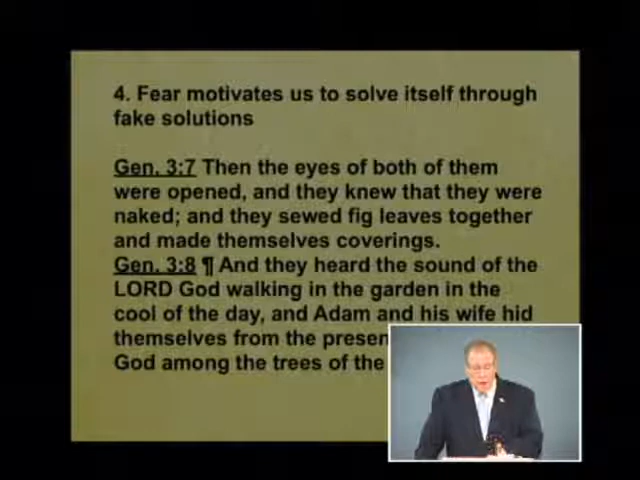 4. Fear motivates us to solve itself through
fake solutions
Gen. 3:7 Then the eyes of both of them
were opened, and they knew that they were
naked; and they sewed fig leaves together
and made themselves coverings.
Gen. 3:8 ¶ And they heard the sound of the
LORD God walking in the garden in the
cool of the day, and Adam and his wife hid
themselves from the
God among the trees of the